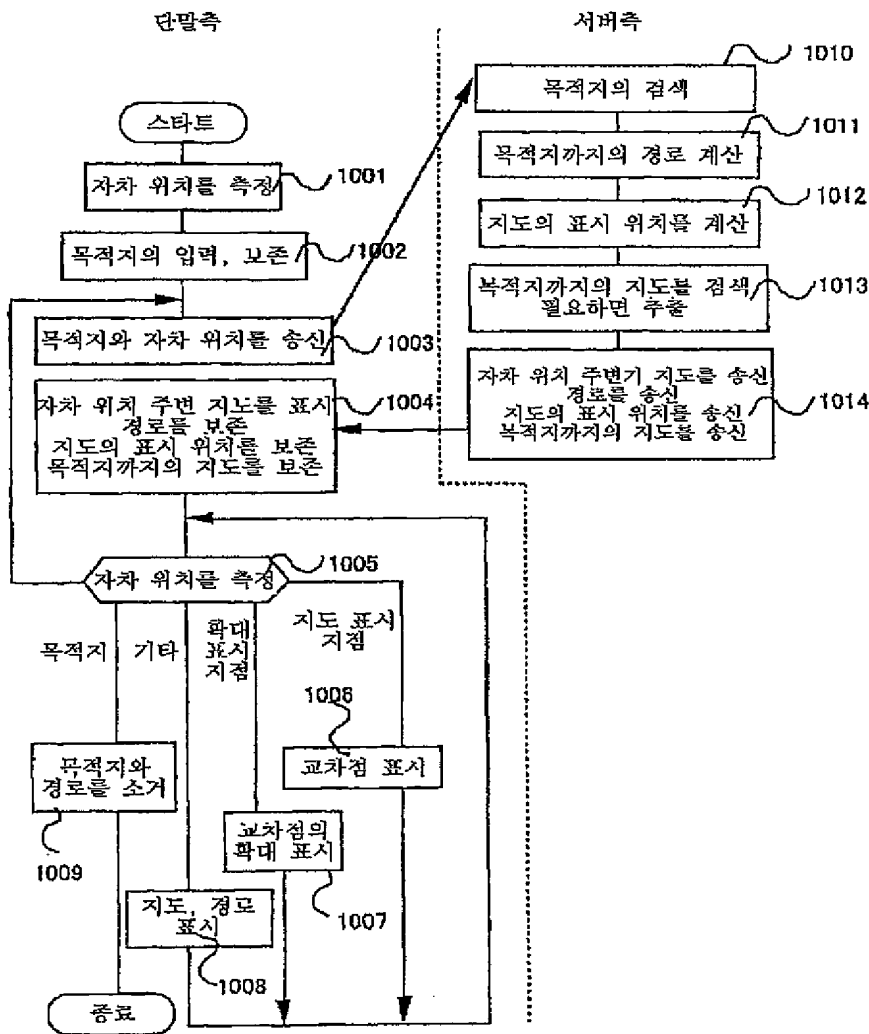 단말측
서버측
스타트
자차 위치를 측정
1001
목적지의 입력, 보존
1002
목적지와 자차 위치를 송신
1003
자차 위치 주변 지도를 표시
경로를 보존
지도의 표시 위치를 보존
목적지까지의 지도를 보존
1004
목적지의 검색
1010
목적지까지의 경로 계산
1011
지도의 표시 위치를 계산
1012
목적지까지의 지도를 검색
필요하면 추출
1013
자차 위치 주변기 지도를 송신
경로를 송신
지도의 표시 위치를 송신
목적지까지의 지도를 송신
1014
자차 위치를 측정
1005
목적지
기타
확대
표시
지점
지도 표시
지점
1006
교차점 표시
목적지와
경로를 소거
1009
교차점의
확대 표시
1007
지도, 경로
표시
1008
종료